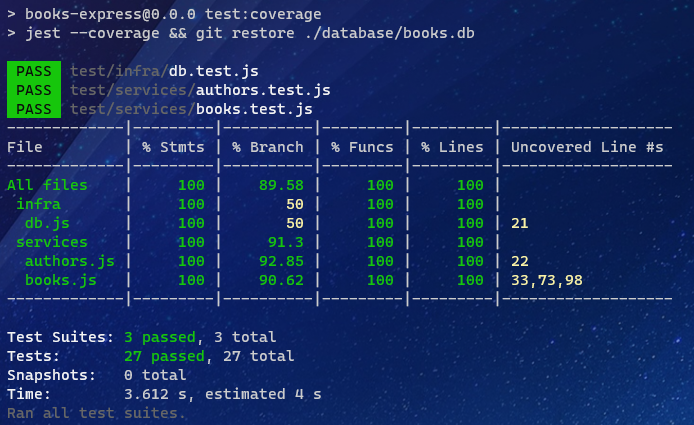 > books-express@0.0.0 test:coverage
> jest --coverage && git restore ./database/books.db
PASS test/infra/db.test.js
PASS test/services/authors.test.js
PASS test/services/books.test.js
-------------|---------|----------|---------|---------|-------------------
File         | % Stmts | % Branch | % Funcs | % Lines | Uncovered Line #s
-------------|---------|----------|---------|---------|-------------------
All files    |     100 |    89.58 |     100 |     100 |
 infra       |     100 |       50 |     100 |     100 |
  db.js      |     100 |       50 |     100 |     100 | 21
 services    |     100 |     91.3 |     100 |     100 |
  authors.js |     100 |    92.85 |     100 |     100 | 22
  books.js   |     100 |    90.62 |     100 |     100 | 33,73,98
-------------|---------|----------|---------|---------|-------------------
Test Suites: 3 passed, 3 total
Tests:       27 passed, 27 total
Snapshots:   0 total
Time:        3.612 s, estimated 4 s
Ran all test suites.